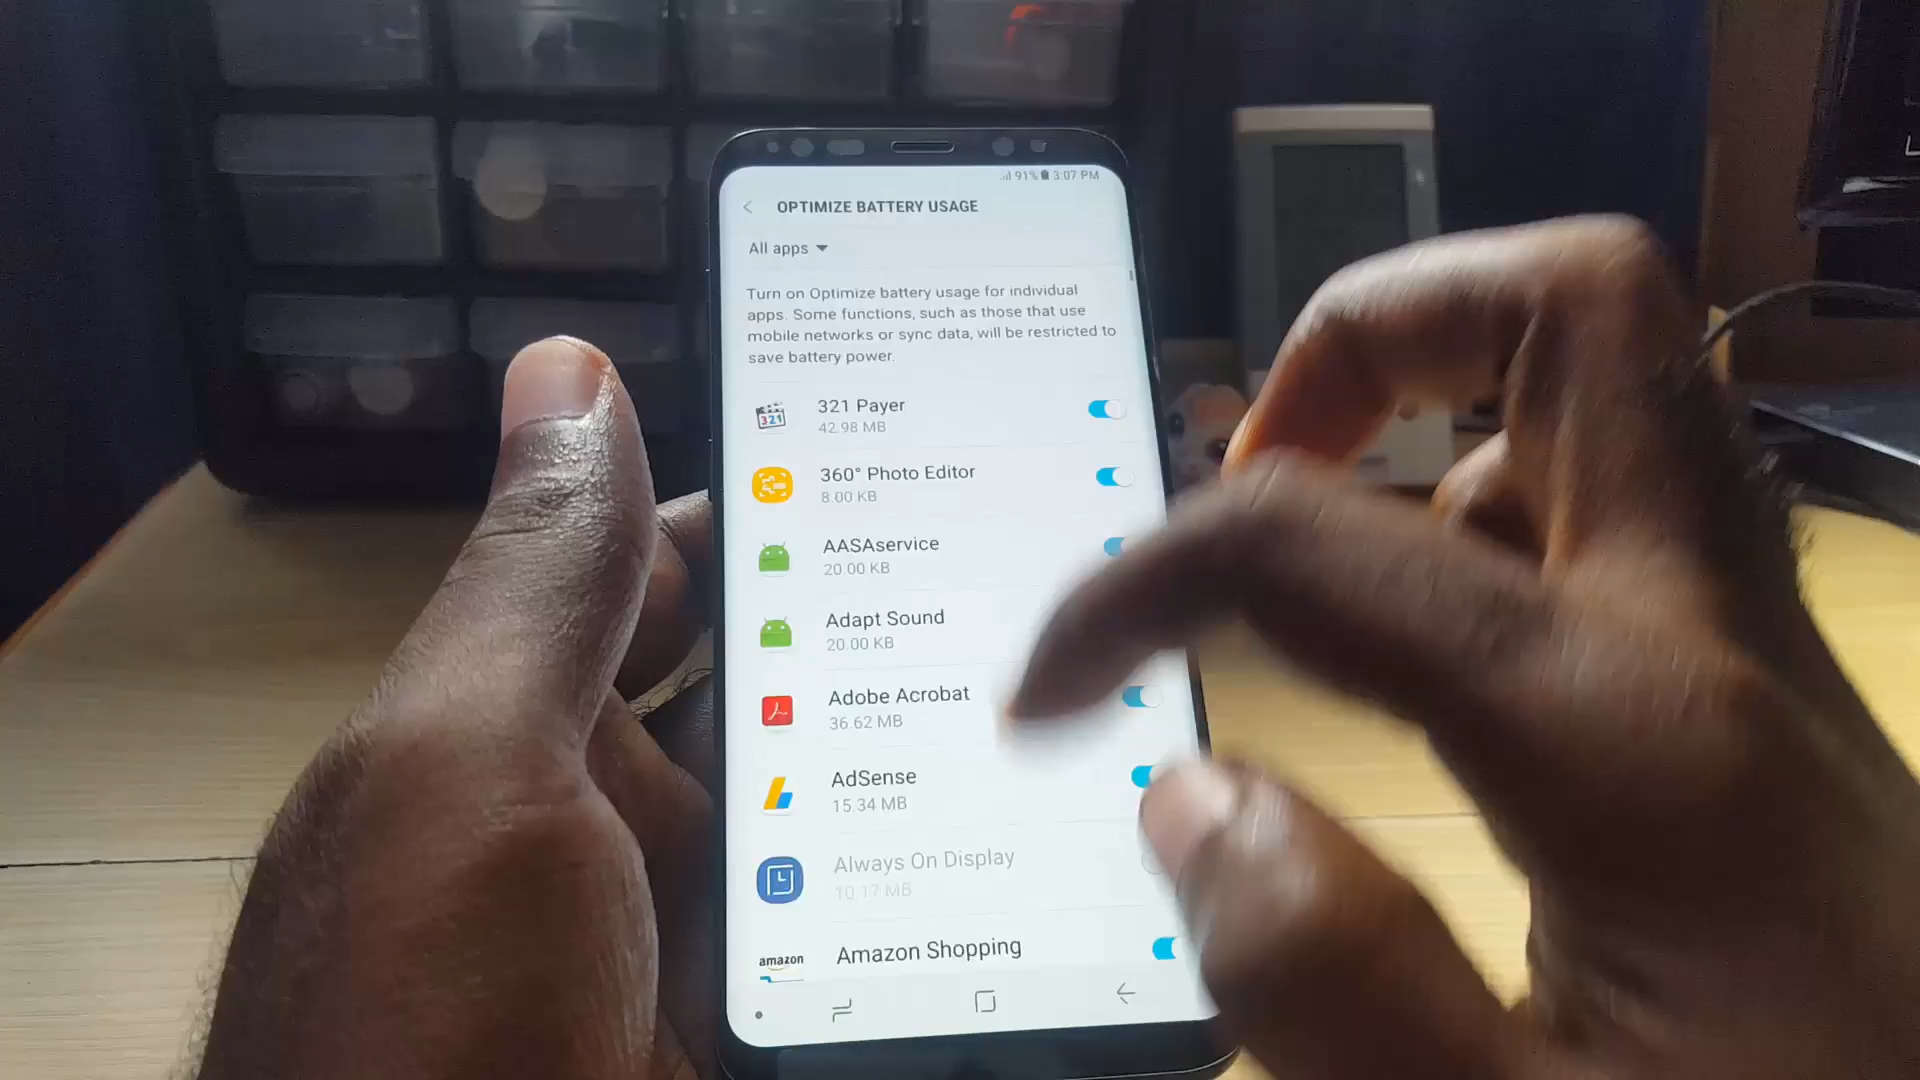 91% 3:07 PM
OPTIMIZE BATTERY USAGE
All apps
Turn on Optimize battery usage for individual
apps. Some functions, such as those that use
mobile networks or sync data, will be restricted to
save battery power.
321
321 Payer
42.98 MB
360° Photo Editor
8.00 KB
AASAservice
20.00 KB
Adapt Sound
20.00 KB
Adobe Acrobat
36.62 MB
AdSense
15.34 MB
Always On Display
10.17 MB
amazon
Amazon Shopping